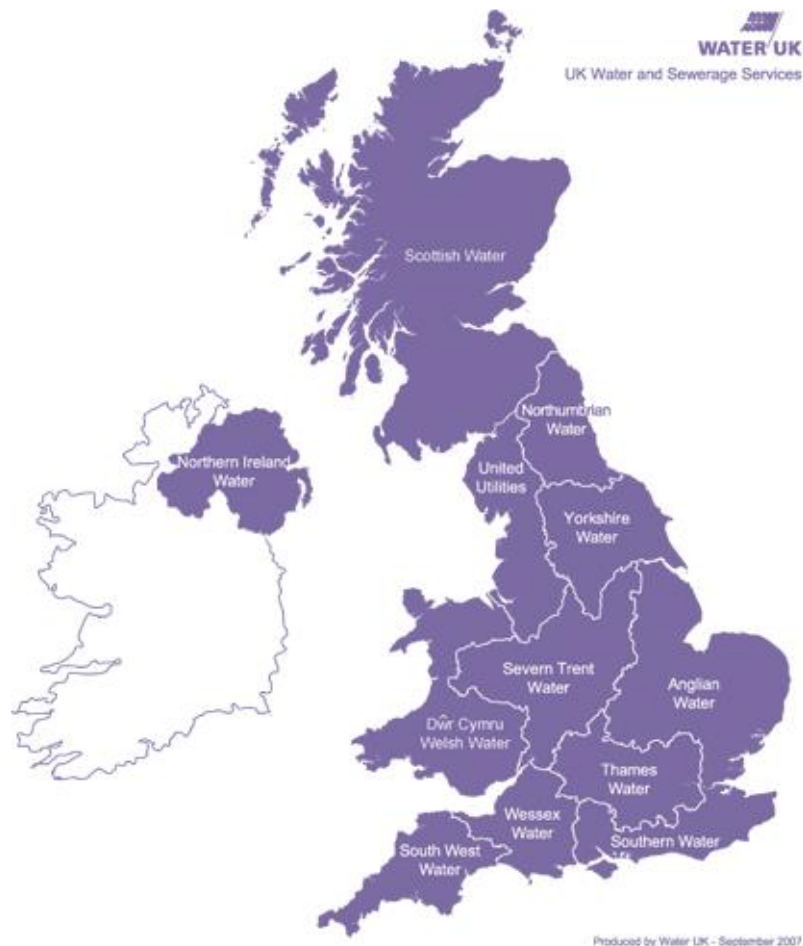 WATER UK
UK Water and Sewerage Services
Scottish Water
Northumbrian
Water
Northern Ireland
Water
United
Utilities
Yorkshire
Water
Severn Trent
Water
Anglian
Water
Dŵr Cymru
Welsh Water
Thames
Water
Wessex
Water
Southern Water
South West
Water
Produced by Water UK - September 2007